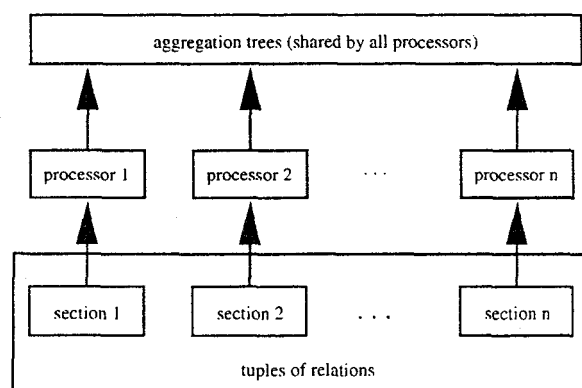 aggregation trees (shared by all processors)
processor 1 processor 2 ... processor n
section 1 section 2 ... section n
tuples of relations